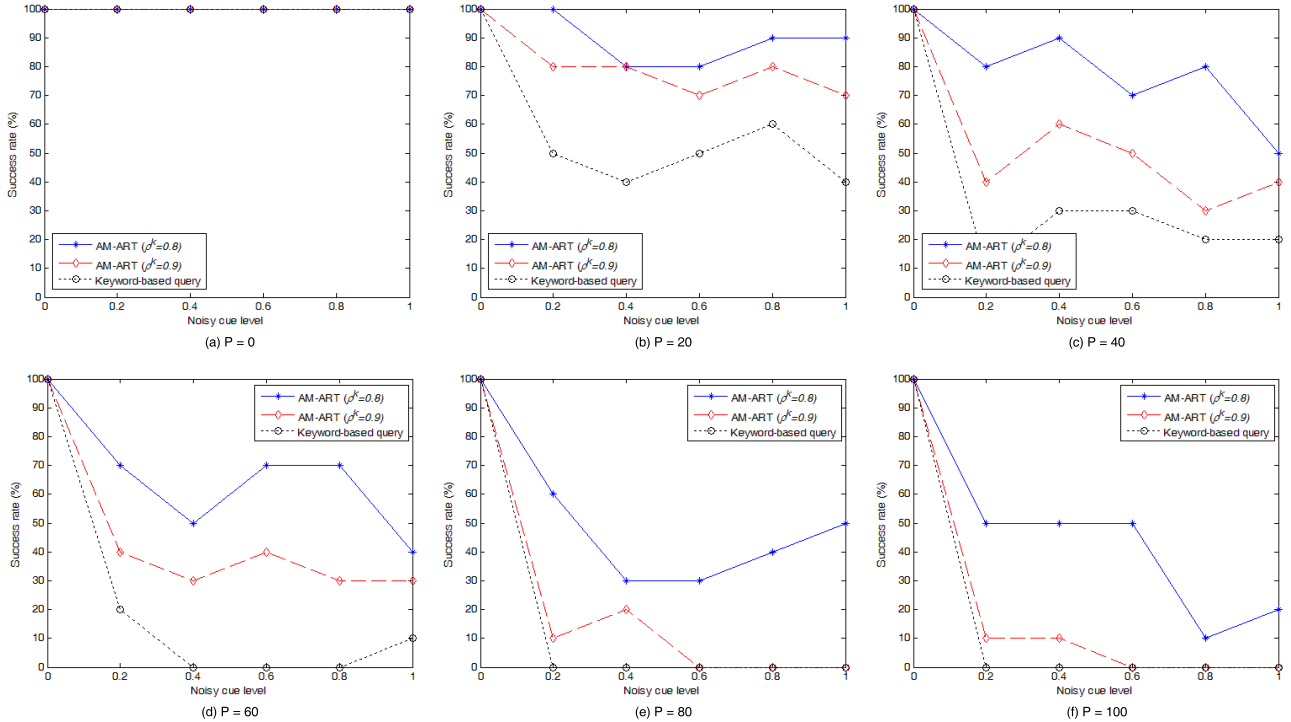 100
90
80
70
60
50
40
30
20
10
0
Success rate (%)
AM-ART (ρ^k=0.8)
AM-ART (ρ^k=0.9)
Keyword-based query
0 0.2 0.4 0.6 0.8 1
Noisy cue level
(a) P = 0
100
90
80
70
60
50
40
30
20
10
0
Success rate (%)
AM-ART (ρ^k=0.8)
AM-ART (ρ^k=0.9)
Keyword-based query
0 0.2 0.4 0.6 0.8 1
Noisy cue level
(b) P = 20
100
90
80
70
60
50
40
30
20
10
0
Success rate (%)
AM-ART (ρ^k=0.8)
AM-ART (ρ^k=0.9)
Keyword-based query
0 0.2 0.4 0.6 0.8 1
Noisy cue level
(c) P = 40
100
90
80
70
60
50
40
30
20
10
0
Success rate (%)
AM-ART (ρ^k=0.8)
AM-ART (ρ^k=0.9)
Keyword-based query
0 0.2 0.4 0.6 0.8 1
Noisy cue level
(d) P = 60
100
90
80
70
60
50
40
30
20
10
0
Success rate (%)
AM-ART (ρ^k=0.8)
AM-ART (ρ^k=0.9)
Keyword-based query
0 0.2 0.4 0.6 0.8 1
Noisy cue level
(e) P = 80
100
90
80
70
60
50
40
30
20
10
0
Success rate (%)
AM-ART (ρ^k=0.8)
AM-ART (ρ^k=0.9)
Keyword-based query
0 0.2 0.4 0.6 0.8 1
Noisy cue level
(f) P = 100